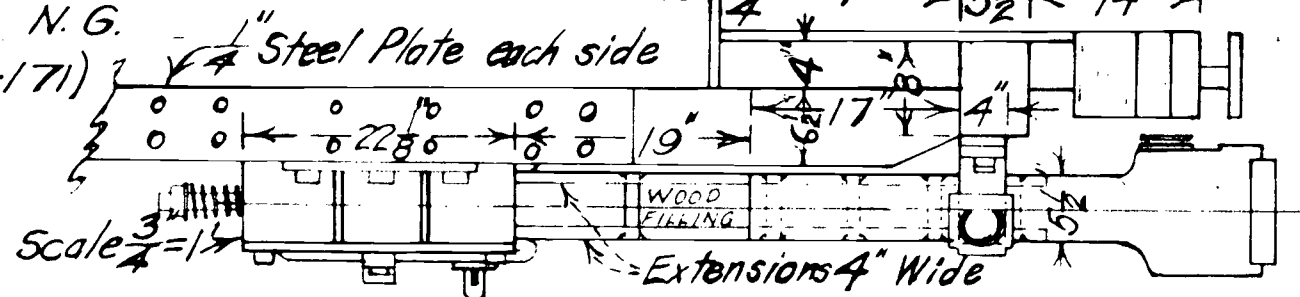 N. G.
-171)
1/4" Steel Plate each side
4
5 1/2
14
4"
8"
6 1/2"
17"
4"
22 1/8"
19"
WOOD
FILLING
5 1/2
Scale 3/4"=1'
Extensions 4" Wide